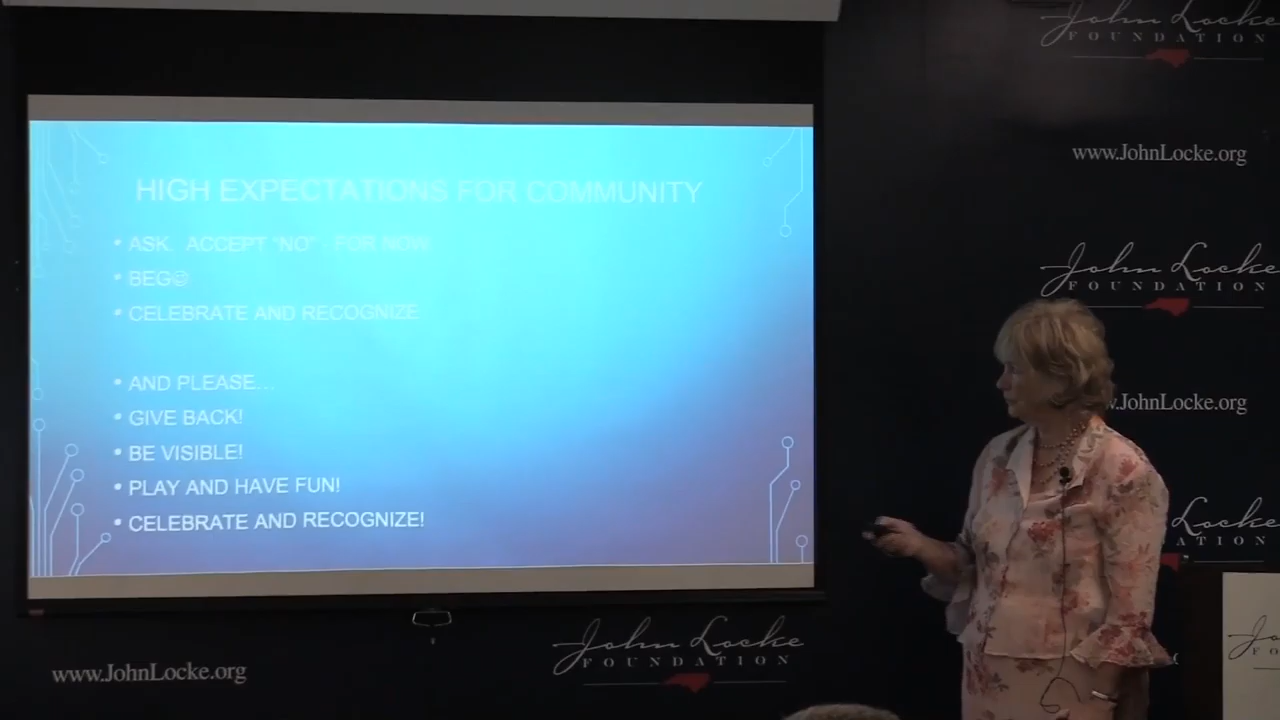 HIGH EXPECTATIONS FOR COMMUNITY
• ASK. ACCEPT "NO". FOR NOW.
• BEG☺
• CELEBRATE AND RECOGNIZE
• AND PLEASE...
• GIVE BACK!
• BE VISIBLE!
• PLAY AND HAVE FUN!
• CELEBRATE AND RECOGNIZE!
John Locke
FOUNDATION
www.JohnLocke.org
John Locke
FOUNDATION
.JohnLocke.org
Locke
ATION
www.JohnLocke.org
John Locke
FOUNDATION